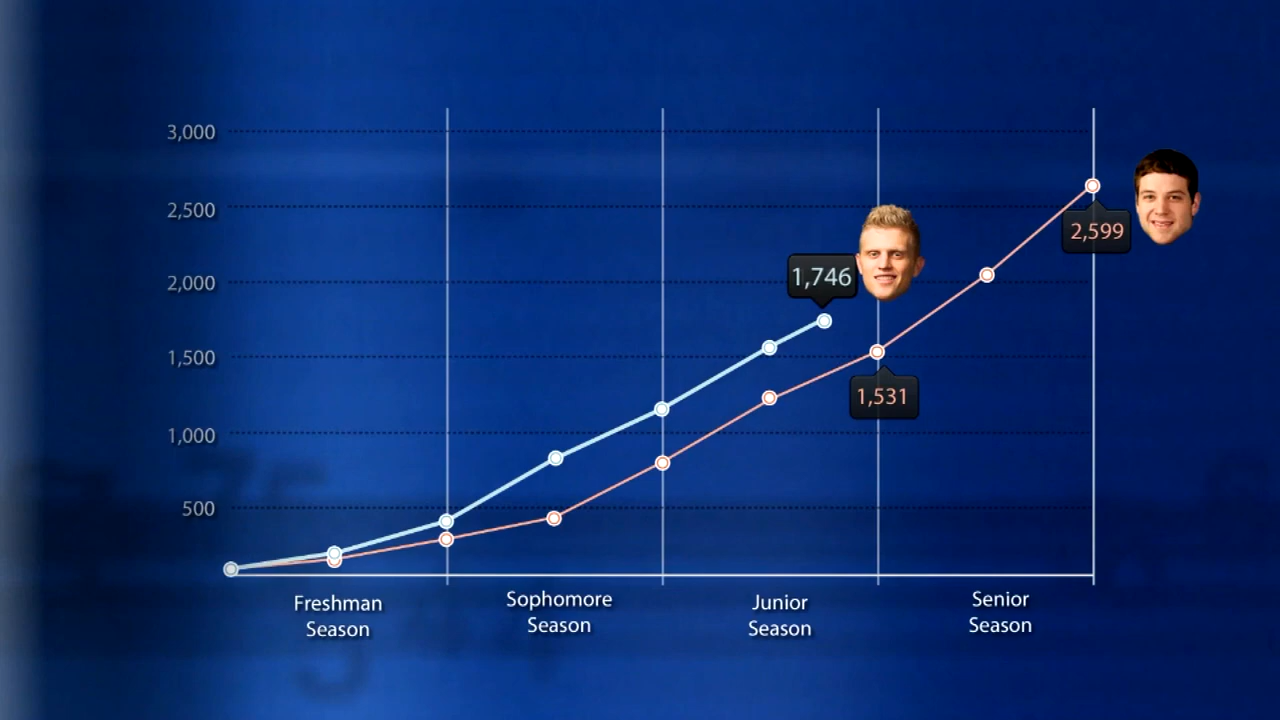 3,000
2,500
2,000
1,500
1,000
500
1,746
1,531
2,599
Freshman
Season
Sophomore
Season
Junior
Season
Senior
Season